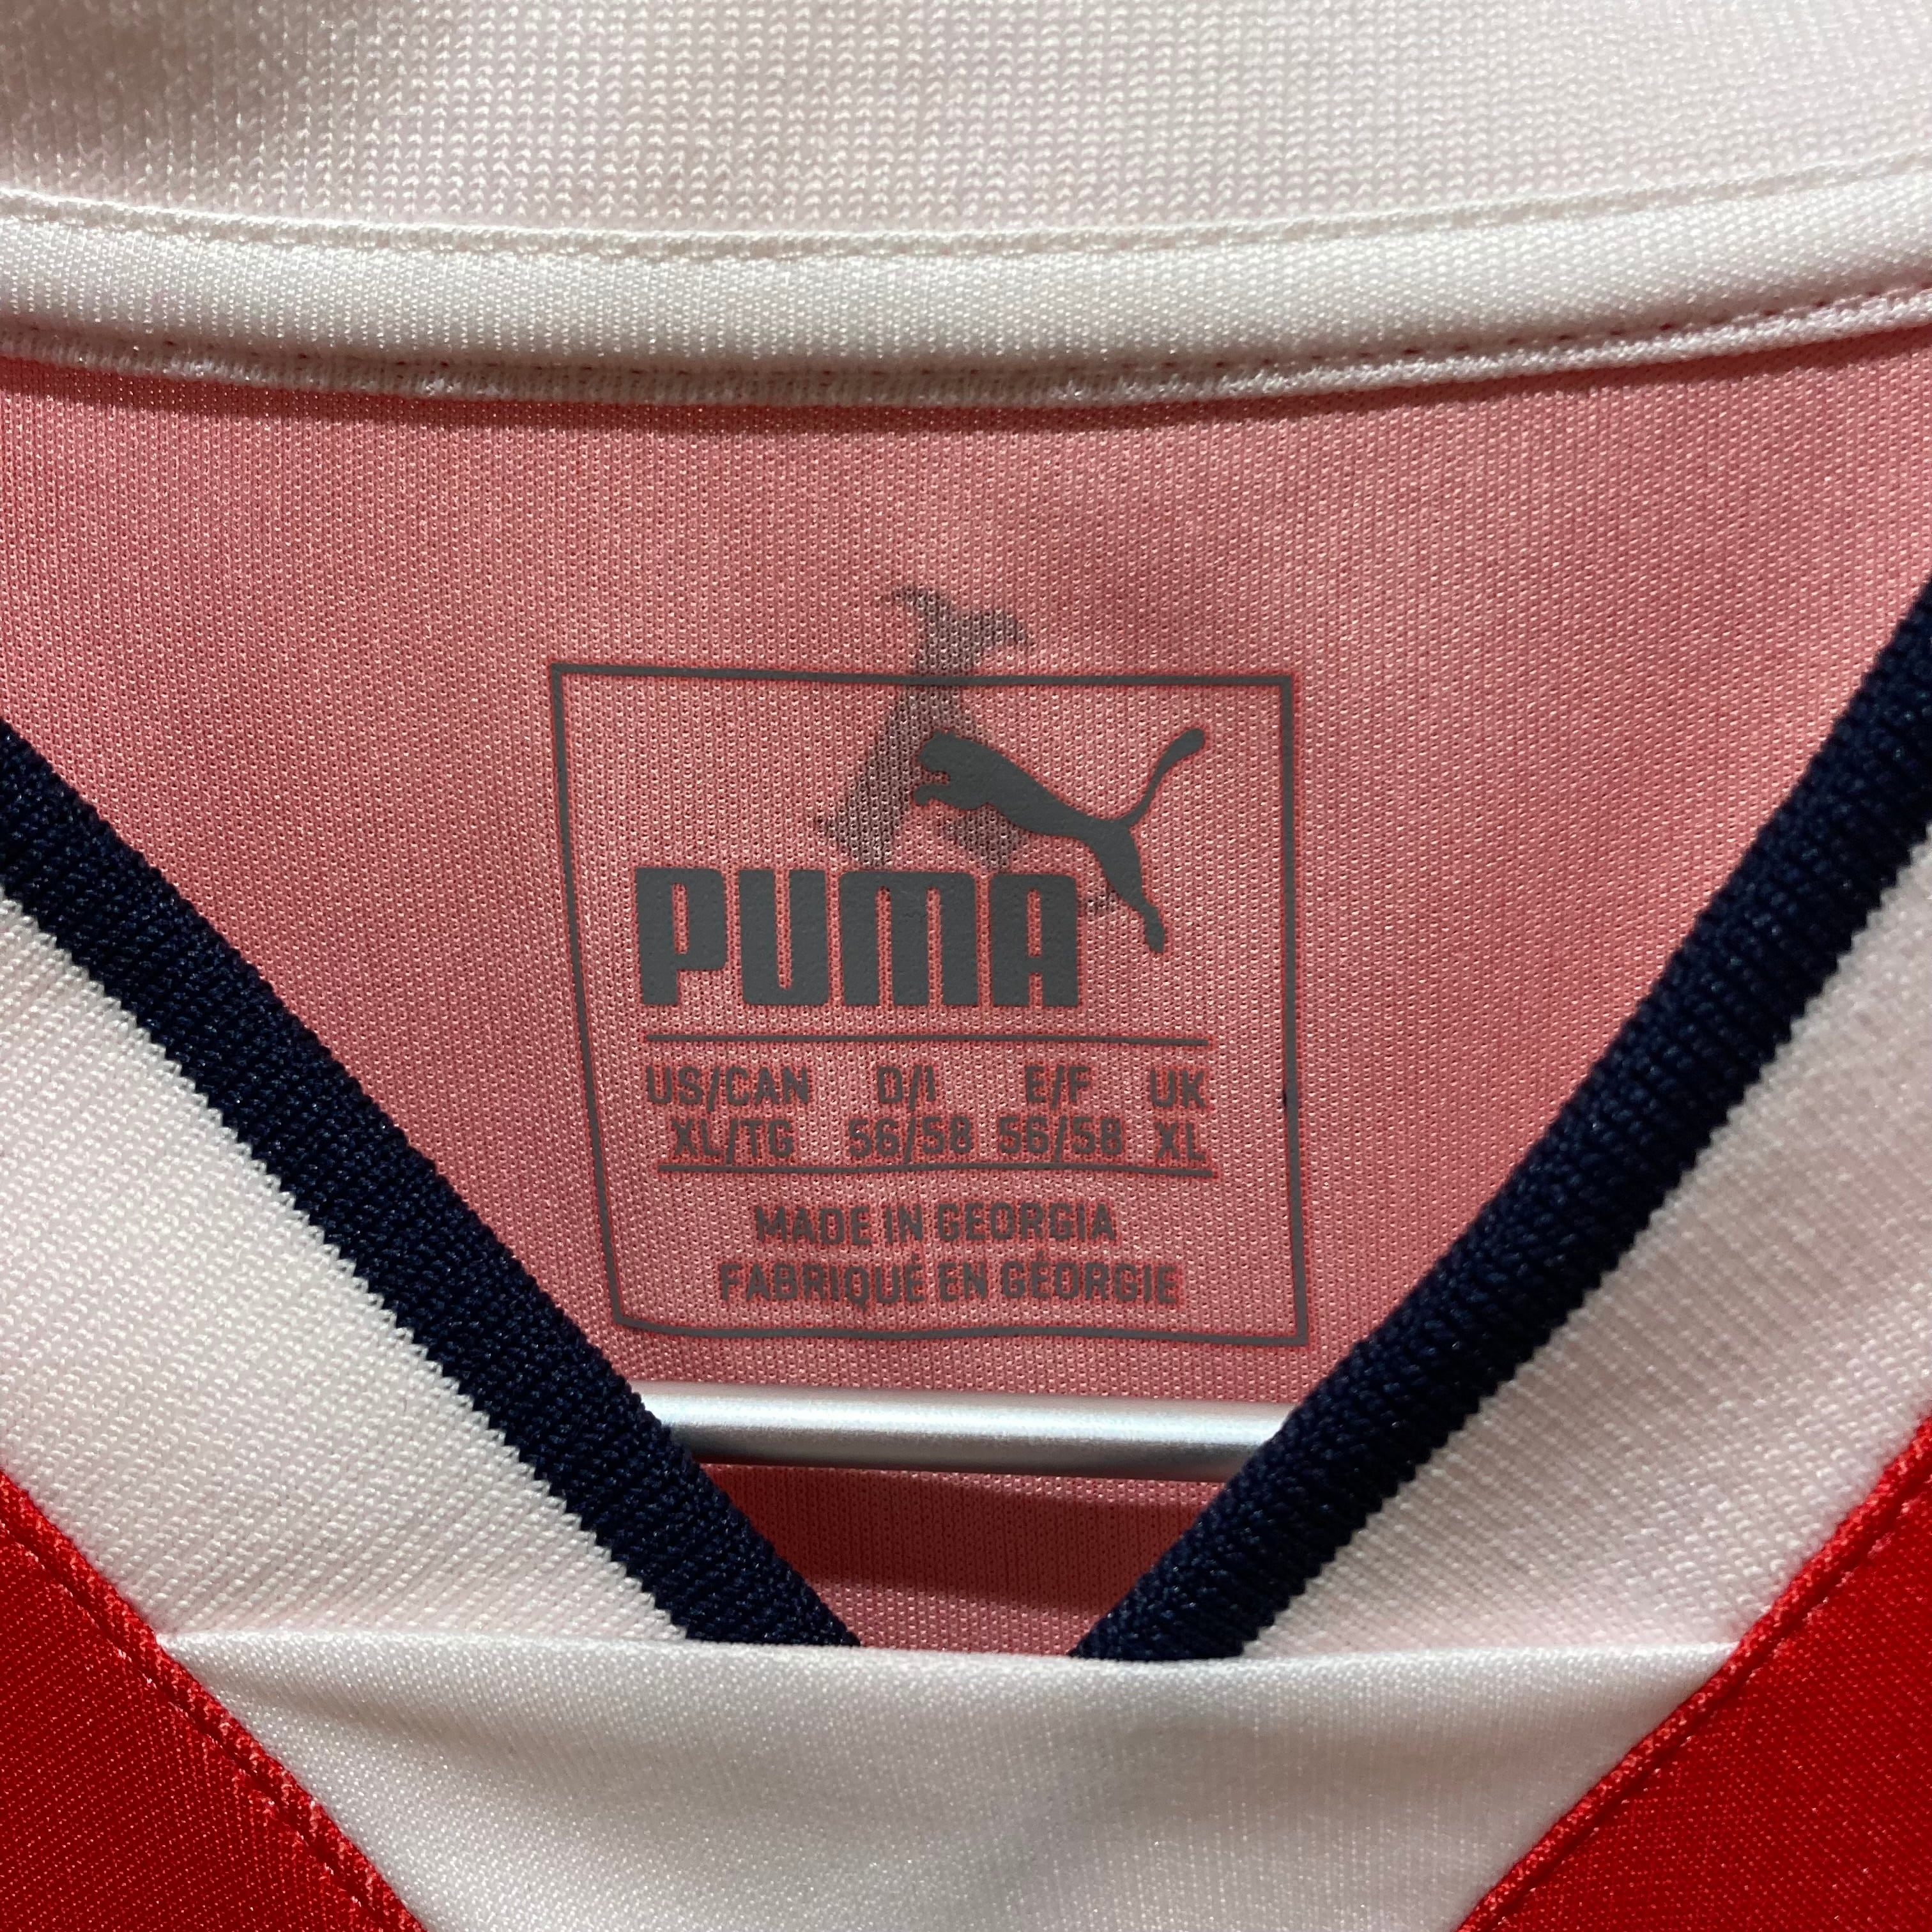 PUMA
US/CAN D/I E/F UK
XL/TG 56/58 56/58 XL
MADE IN GEORGIA
FABRIQUÉ EN GÉORGIE